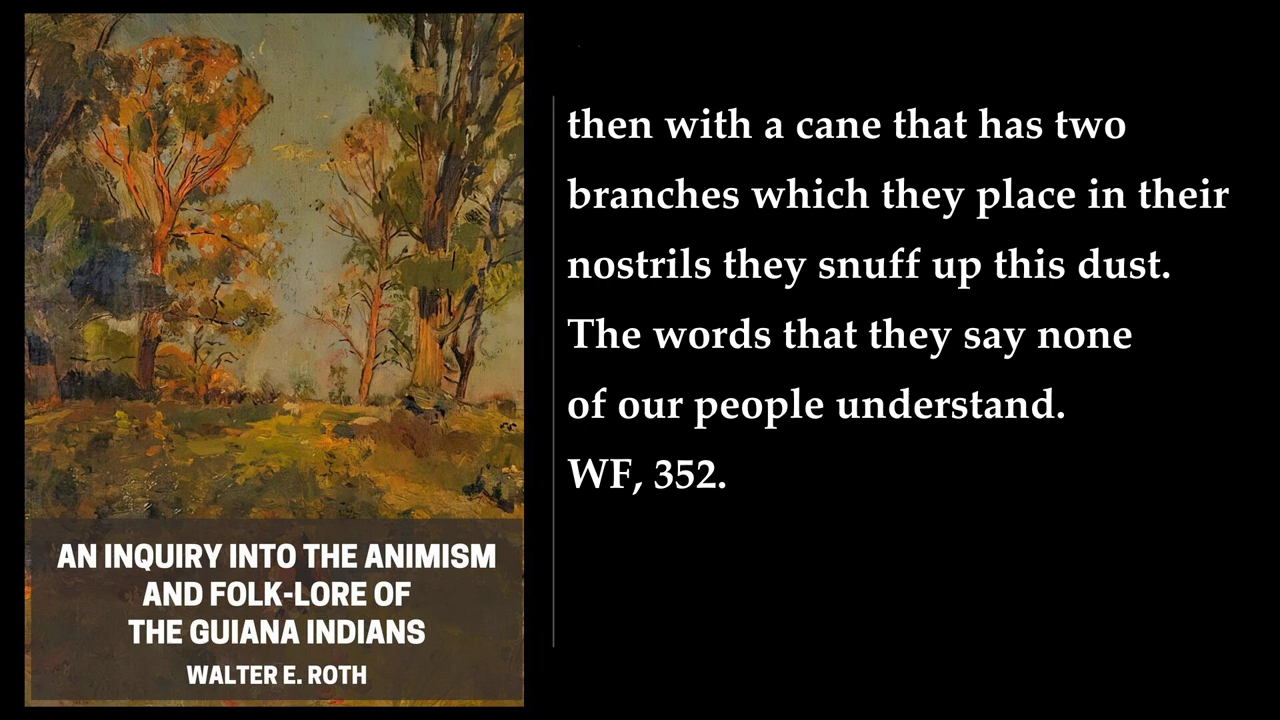 then with a cane that has two
branches which they place in their
nostrils they snuff up this dust.
The words that they say none
of our people understand.
WF, 352.
AN INQUIRY INTO THE ANIMISM
AND FOLK-LORE OF
THE GUIANA INDIANS
WALTER E. ROTH